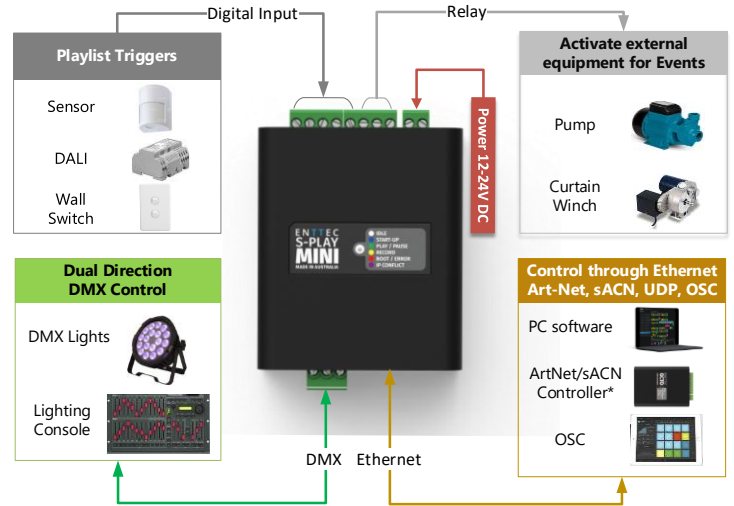 Digital Input
Relay
Playlist Triggers
Sensor
DALI
Wall
Switch
Activate external
equipment for Events
Pump
Curtain
Winch
Power 12-24V DC
ENTTEC
S-PLAY
MINI
MADE IN AUSTRALIA
IDLE
START-UP
PLAY / PAUSE
RECORD
BOOT / ERROR
IP CONFLICT
Dual Direction
DMX Control
DMX Lights
Lighting
Console
Control through Ethernet
Art-Net, sACN, UDP, OSC
PC software
ArtNet/sACN
Controller*
OSC
DMX
Ethernet